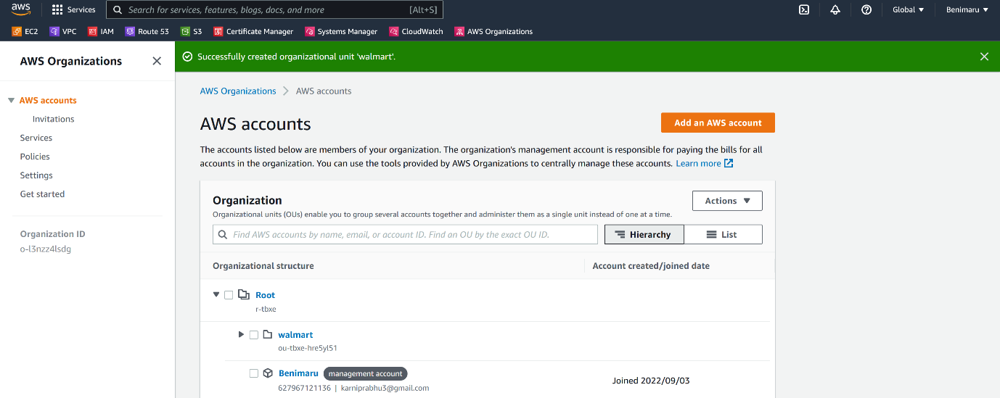 aws Services Search for services, features, blogs, docs, and more [Alt+S] Global Benimaru
EC2 VPC IAM Route 53 S3 Certificate Manager Systems Manager CloudWatch AWS Organizations
AWS Organizations
Successfully created organizational unit 'walmart'.
AWS accounts
Invitations
Services
Policies
Settings
Get started
Organization ID
o-l3nzz4lsdg
AWS Organizations AWS accounts
AWS accounts
Add an AWS account
The accounts listed below are members of your organization. The organization's management account is responsible for paying the bills for all
accounts in the organization. You can use the tools provided by AWS Organizations to centrally manage these accounts. Learn more
Organization
Actions
Organizational units (OUs) enable you to group several accounts together and administer them as a single unit instead of one at a time.
Find AWS accounts by name, email, or account ID. Find an OU by the exact OU ID.
Hierarchy List
Organizational structure Account created/joined date
Root
r-tbxe
walmart
ou-tbxe-hre5yl51
Benimaru management account
Joined 2022/09/03
627967121136 | karniprabhu3@gmail.com